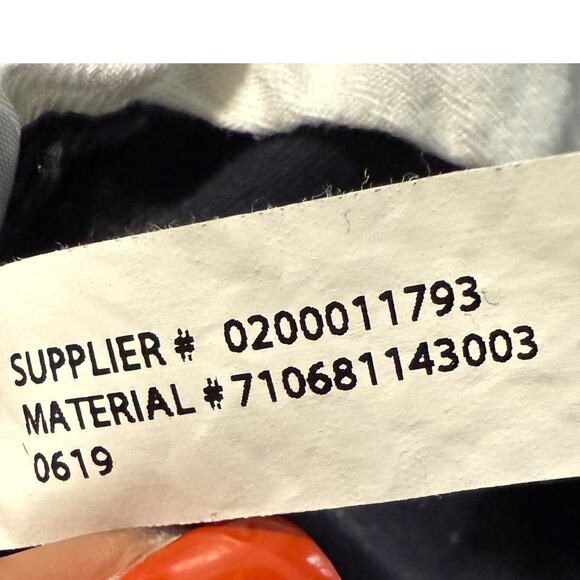 SUPPLIER # 0200011793
MATERIAL #710681143003
0619